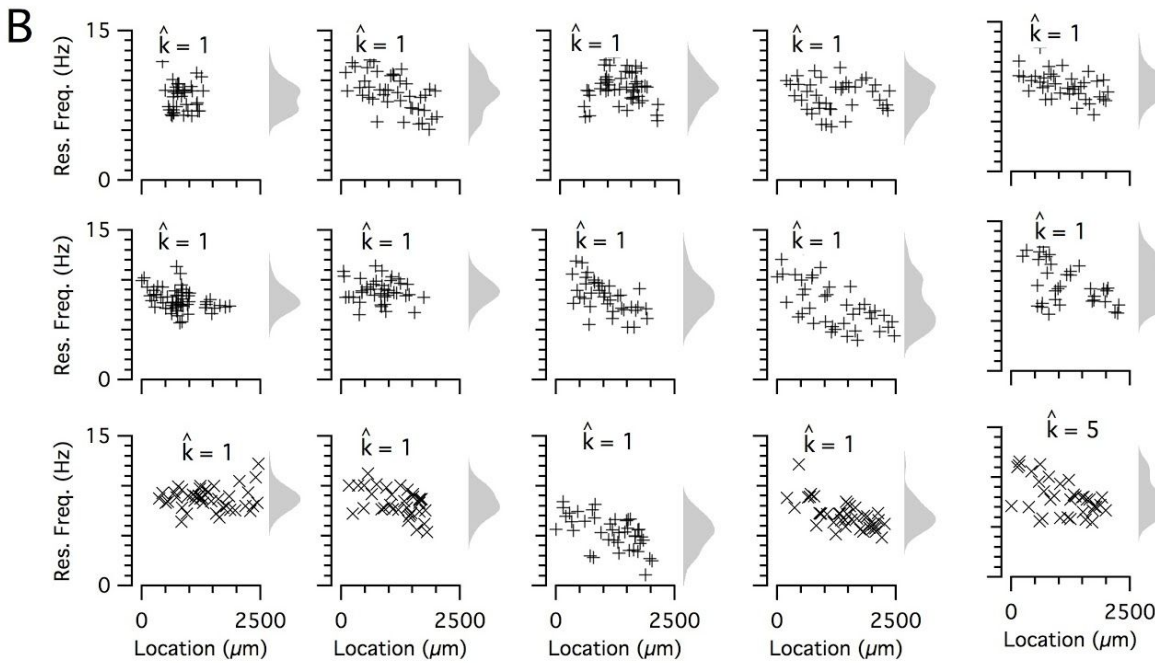 B
15
Res. Freq. (Hz)
0
k̂ = 1
k̂ = 1
k̂ = 1
k̂ = 1
k̂ = 1
15
Res. Freq. (Hz)
0
k̂ = 1
k̂ = 1
k̂ = 1
k̂ = 1
k̂ = 1
15
Res. Freq. (Hz)
0
k̂ = 1
k̂ = 1
k̂ = 1
k̂ = 1
k̂ = 5
0 2500
0 2500
0 2500
0 2500
0 2500
Location (µm)
Location (µm)
Location (µm)
Location (µm)
Location (µm)